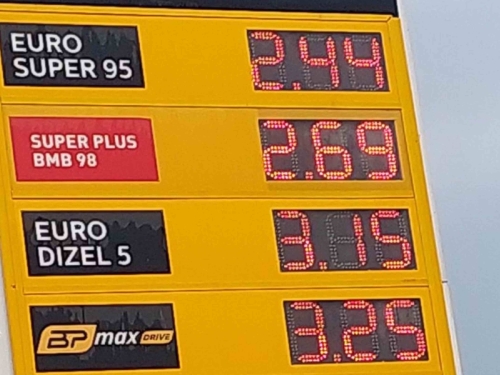 EURO
SUPER 95
2.44
SUPER PLUS
BMB 98
2.69
EURO
DIZEL 5
3.15
BP max DRIVE
3.25